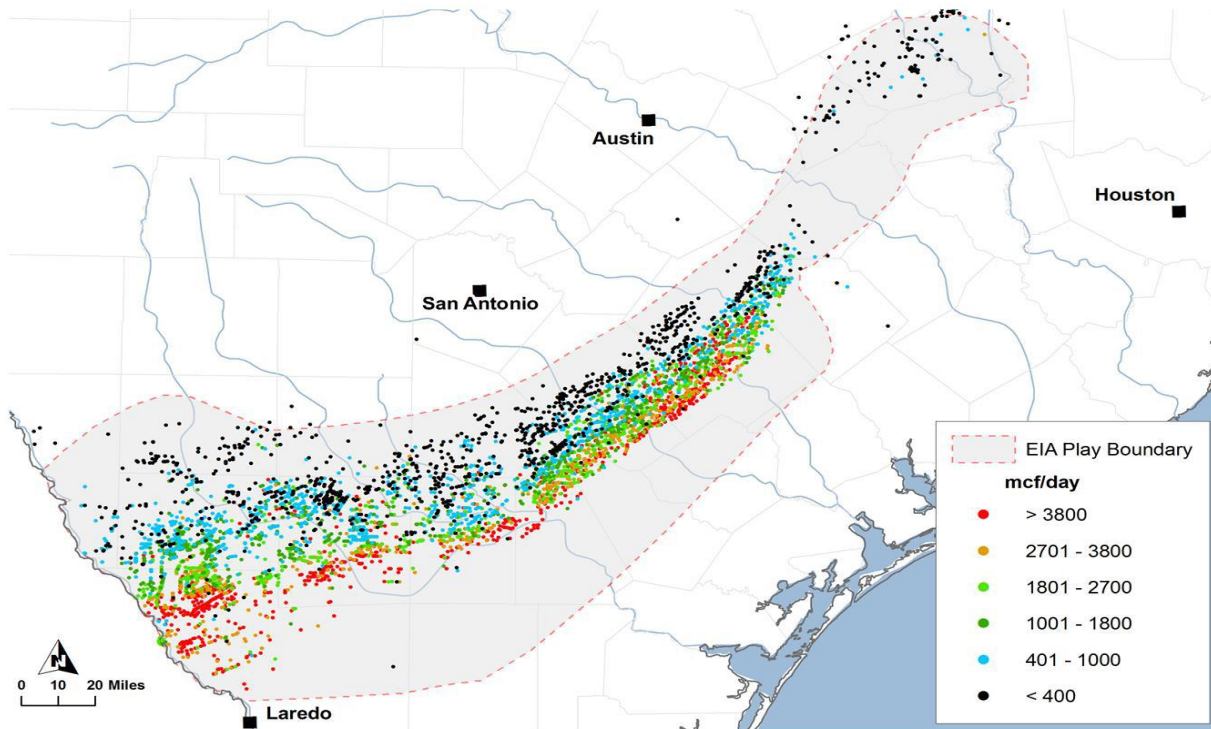 Austin
Houston
San Antonio
EIA Play Boundary
mcf/day
> 3800
2701 - 3800
1801 - 2700
1001 - 1800
401 - 1000
< 400
N
0 10 20 Miles
Laredo